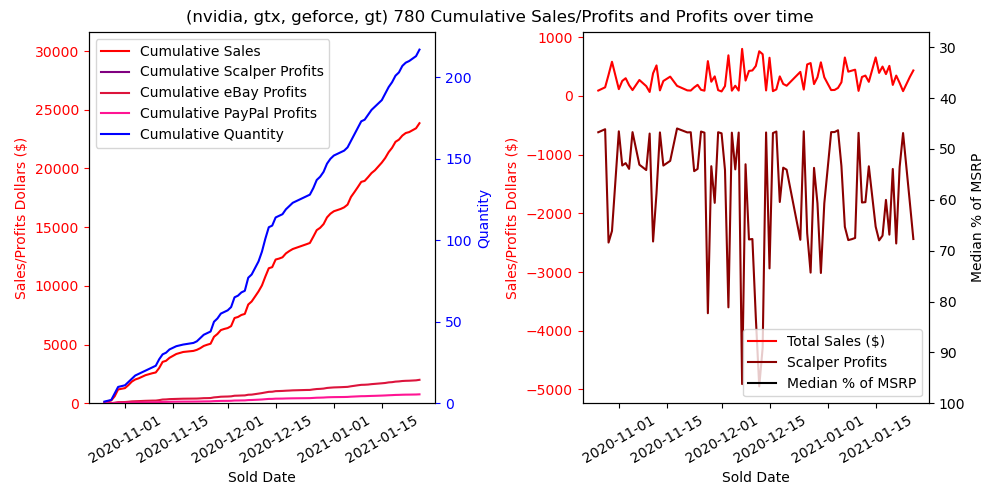 (nvidia, gtx, geforce, gt) 780 Cumulative Sales/Profits and Profits over time
Cumulative Sales
Cumulative Scalper Profits
Cumulative eBay Profits
Cumulative PayPal Profits
Cumulative Quantity
Sales/Profits Dollars ($)
30000
25000
20000
15000
10000
5000
0
200
150
100
50
0
Quantity
2020-11-01
2020-11-15
2020-12-01
2020-12-15
2021-01-01
2021-01-15
Sold Date
Sales/Profits Dollars ($)
1000
0
−1000
−2000
−3000
−4000
−5000
30
40
50
60
70
80
90
100
Median % of MSRP
Total Sales ($)
Scalper Profits
Median % of MSRP
2020-11-01
2020-11-15
2020-12-01
2020-12-15
2021-01-01
2021-01-15
Sold Date